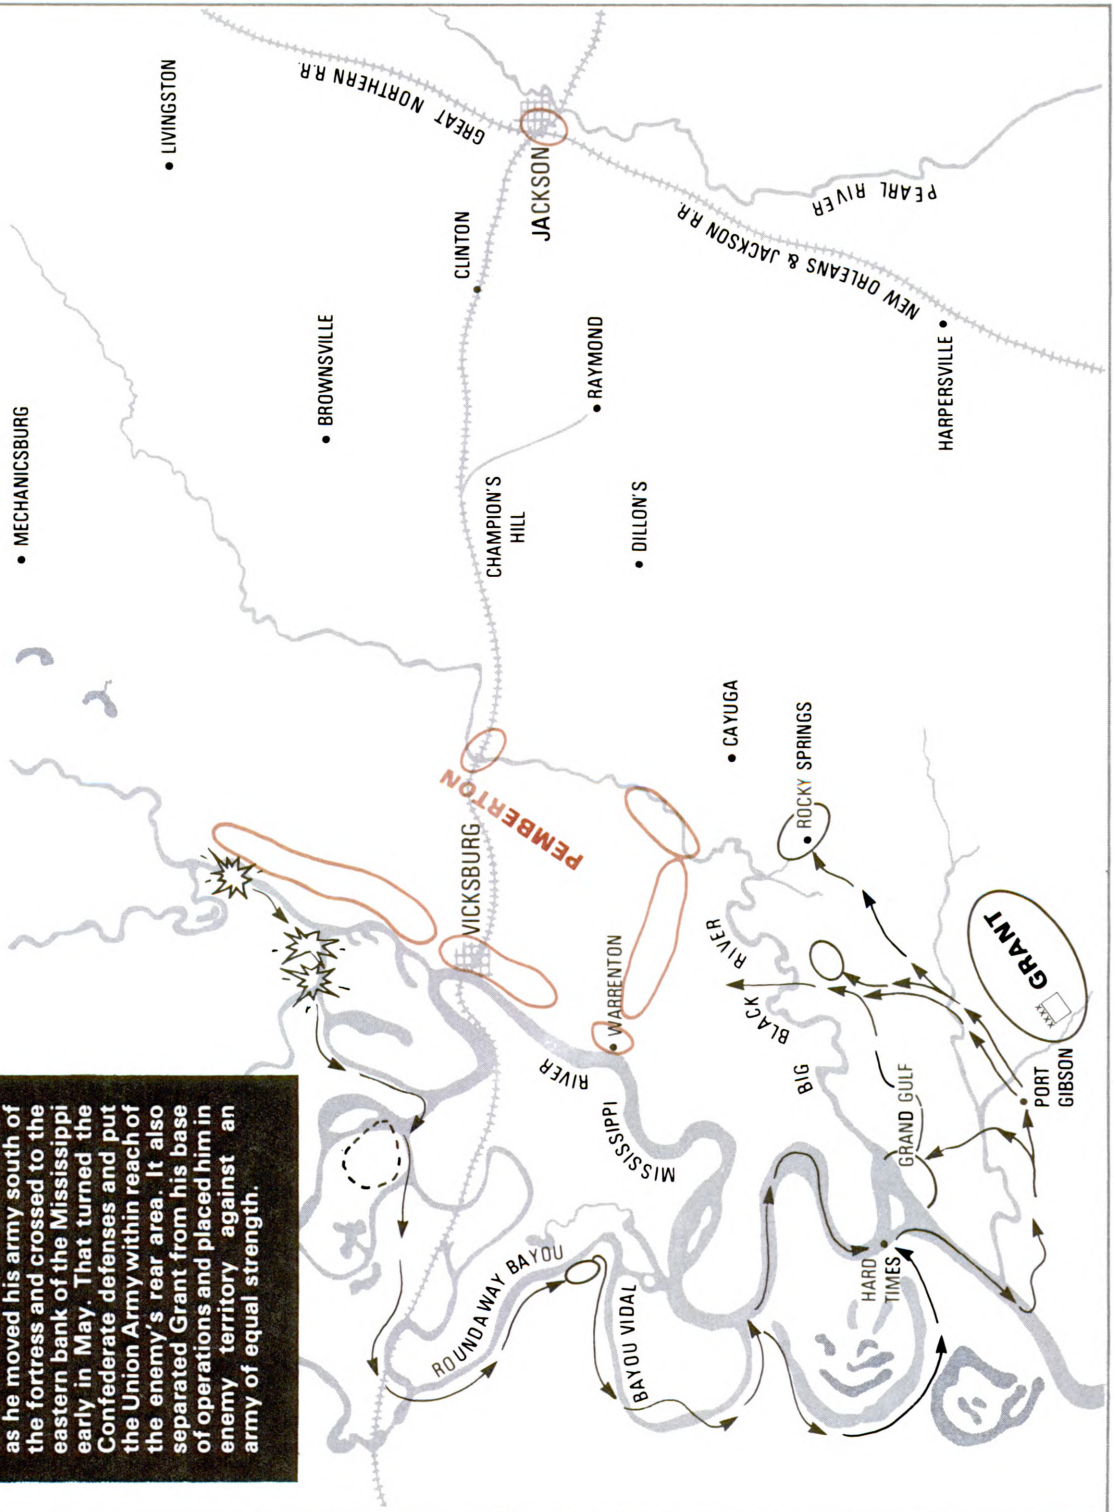 as he moved his army south of
the fortress and crossed to the
eastern bank of the Mississippi
early in May. That turned the
Confederate defenses and put
the Union Army within reach of
the enemy's rear area. It also
separated Grant from his base
of operations and placed him in
enemy territory against an
army of equal strength.
MECHANICSBURG
LIVINGSTON
BROWNSVILLE
GREAT NORTHERN R.R.
CLINTON
JACKSON
CHAMPION'S
HILL
RAYMOND
DILLON'S
PEARL RIVER
NEW ORLEANS & JACKSON R.R.
HARPERSVILLE
VICKSBURG
PEMBERTON
CAYUGA
ROCKY SPRINGS
WARRENTON
MISSISSIPPI
RIVER
BIG
BLACK
RIVER
ROUNDAWAY BAYOU
BAYOU VIDAL
HARD
TIMES
GRAND GULF
PORT
GIBSON
XXXX
GRANT